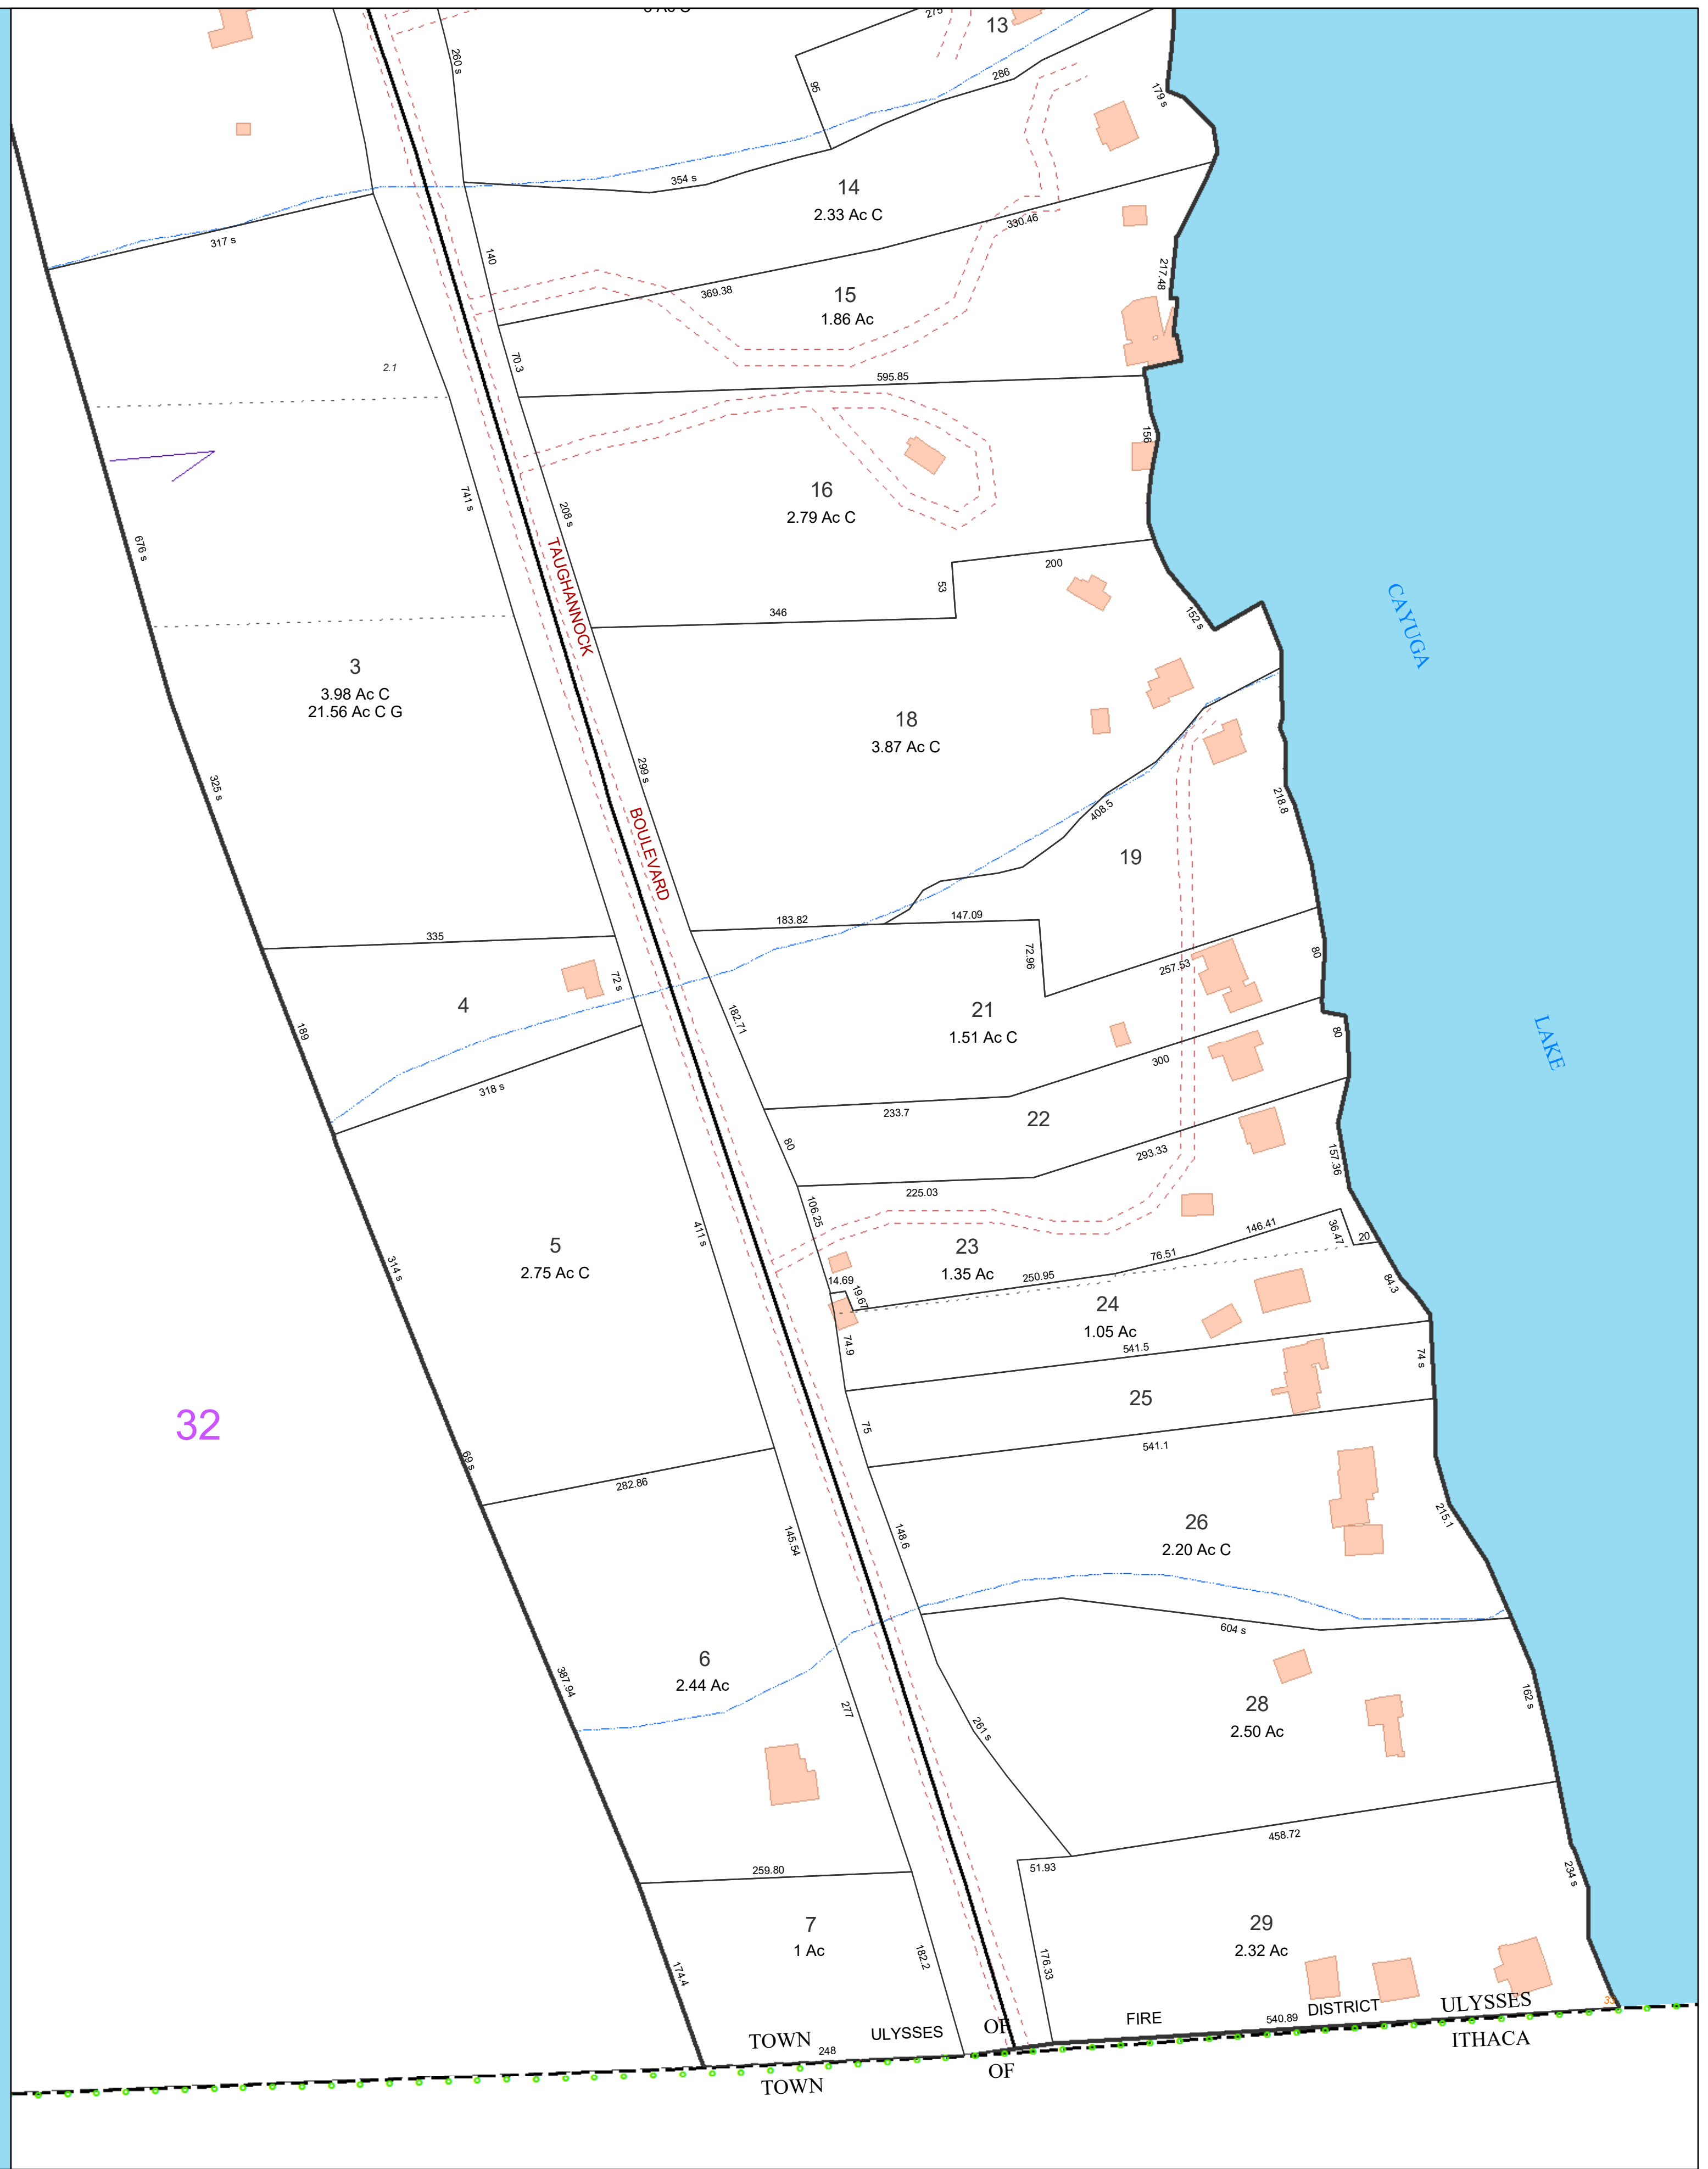 275
13
260 s
95
286
179 s
354 s
14
2.33 Ac C
317 s
330.46
140
217.48
369.38
15
1.86 Ac
70.3
2.1
595.85
156
741 s
208 s
16
2.79 Ac C
676 s
TAUGHANNOCK
53
200
346
152 s
CAYUGA
3
3.98 Ac C
21.56 Ac C G
18
3.87 Ac C
299 s
325 s
218.8
408.5
BOULEVARD
19
183.82
147.09
335
72.96
80
257.53
72 s
4
21
1.51 Ac C
182.71
189
80
LAKE
300
318 s
233.7
22
80
293.33
157.36
225.03
106.25
411 s
146.41
36.47
20
5
2.75 Ac C
23
1.35 Ac
76.51
314 s
250.95
14.69
19.67
84.3
24
1.05 Ac
74.9
541.5
74 s
32
25
75
541.1
69 s
282.86
26
2.20 Ac C
215.1
145.54
148.6
604 s
6
2.44 Ac
387.94
277
28
2.50 Ac
162 s
261 s
458.72
51.93
259.80
234 s
7
1 Ac
29
2.32 Ac
182.2
176.33
174.4
TOWN ULYSSES OF FIRE DISTRICT ULYSSES
248
540.89
TOWN OF ITHACA